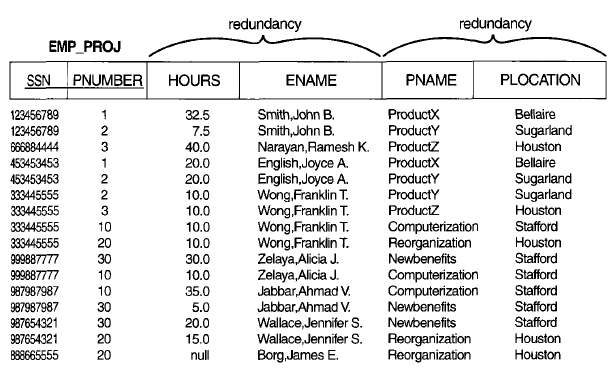 redundancy redundancy
EMP_PROJ
SSN PNUMBER HOURS ENAME PNAME PLOCATION
123456789 1 32.5 Smith,John B. ProductX Bellaire
123456789 2 7.5 Smith,John B. ProductY Sugarland
666884444 3 40.0 Narayan,Ramesh K. ProductZ Houston
453453453 1 20.0 English,Joyce A. ProductX Bellaire
453453453 2 20.0 English,Joyce A. ProductY Sugarland
333445555 2 10.0 Wong,Franklin T. ProductY Sugarland
333445555 3 10.0 Wong,Franklin T. ProductZ Houston
333445555 10 10.0 Wong,Franklin T. Computerization Stafford
333445555 20 10.0 Wong,Franklin T. Reorganization Houston
999887777 30 30.0 Zelaya,Alicia J. Newbenefits Stafford
999887777 10 10.0 Zelaya,Alicia J. Computerization Stafford
987987987 10 35.0 Jabbar,Ahmad V. Computerization Stafford
987987987 30 5.0 Jabbar,Ahmad V. Newbenefits Stafford
987654321 30 20.0 Wallace,Jennifer S. Newbenefits Stafford
987654321 20 15.0 Wallace,Jennifer S. Reorganization Houston
888665555 20 null Borg,James E. Reorganization Houston